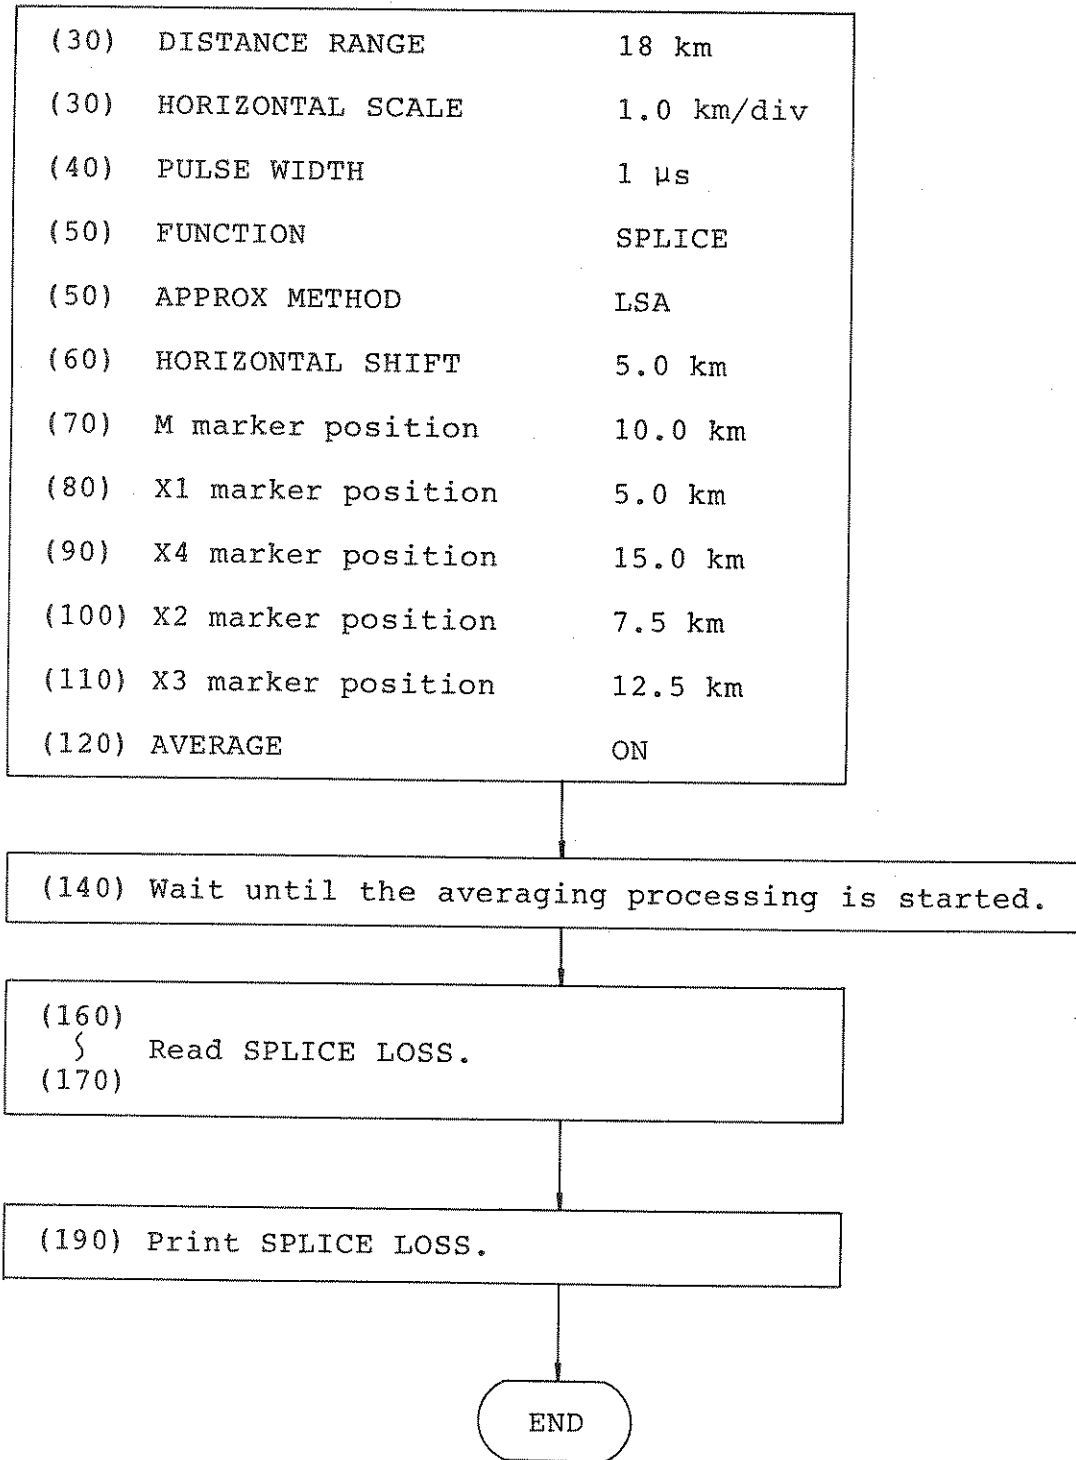 (30) DISTANCE RANGE 18 km
(30) HORIZONTAL SCALE 1.0 km/div
(40) PULSE WIDTH 1 μs
(50) FUNCTION SPLICE
(50) APPROX METHOD LSA
(60) HORIZONTAL SHIFT 5.0 km
(70) M marker position 10.0 km
(80) X1 marker position 5.0 km
(90) X4 marker position 15.0 km
(100) X2 marker position 7.5 km
(110) X3 marker position 12.5 km
(120) AVERAGE ON
(140) Wait until the averaging processing is started.
(160)
Read SPLICE LOSS.
(170)
(190) Print SPLICE LOSS.
END